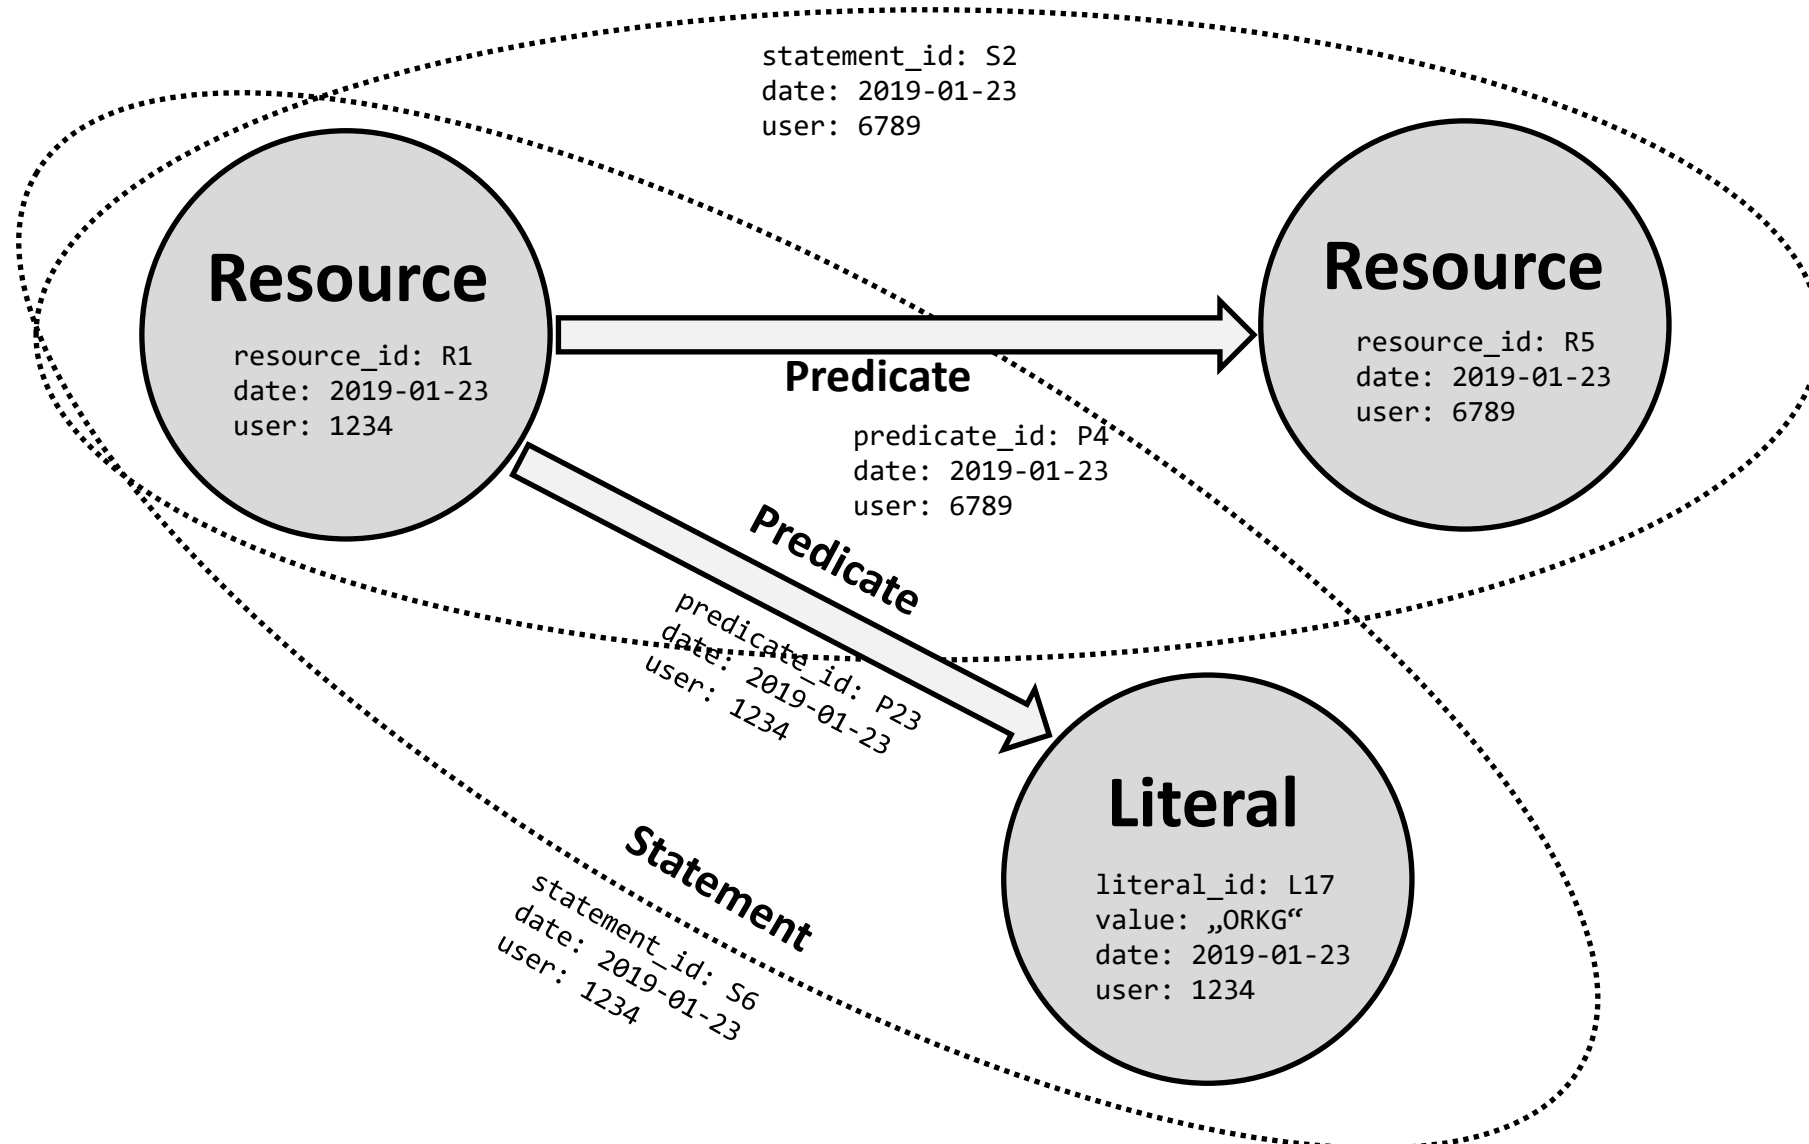 statement_id: S2
date: 2019-01-23
user: 6789
Resource
resource_id: R1
date: 2019-01-23
user: 1234
Resource
resource_id: R5
date: 2019-01-23
user: 6789
Predicate
predicate_id: P4
date: 2019-01-23
user: 6789
Predicate
predicate_id: P23
date: 2019-01-23
user: 1234
Statement
statement_id: S6
date: 2019-01-23
user: 1234
Literal
literal_id: L17
value: „ORKG“
date: 2019-01-23
user: 1234